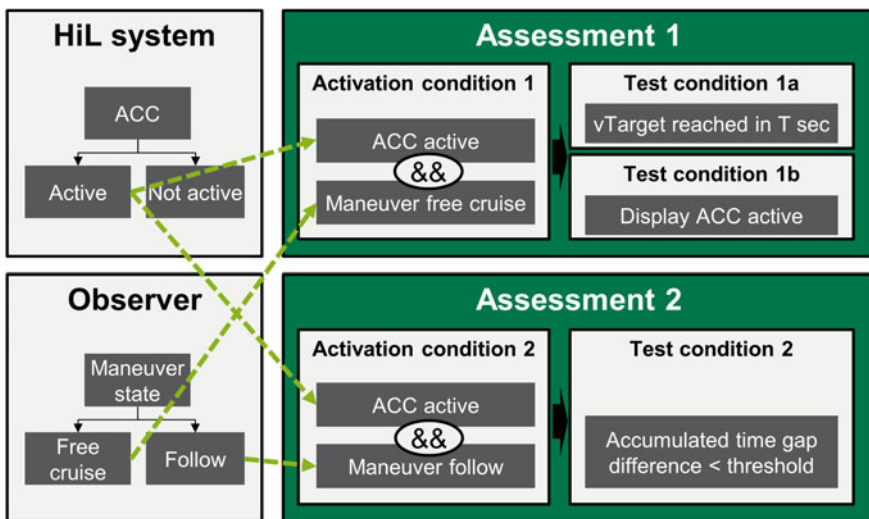 HiL system
ACC
Active
Not active
Observer
Maneuver
state
Free
cruise
Follow
Assessment 1
Activation condition 1
ACC active
&&
Maneuver free cruise
Test condition 1a
vTarget reached in T sec
Test condition 1b
Display ACC active
Assessment 2
Activation condition 2
ACC active
&&
Maneuver follow
Test condition 2
Accumulated time gap
difference < threshold